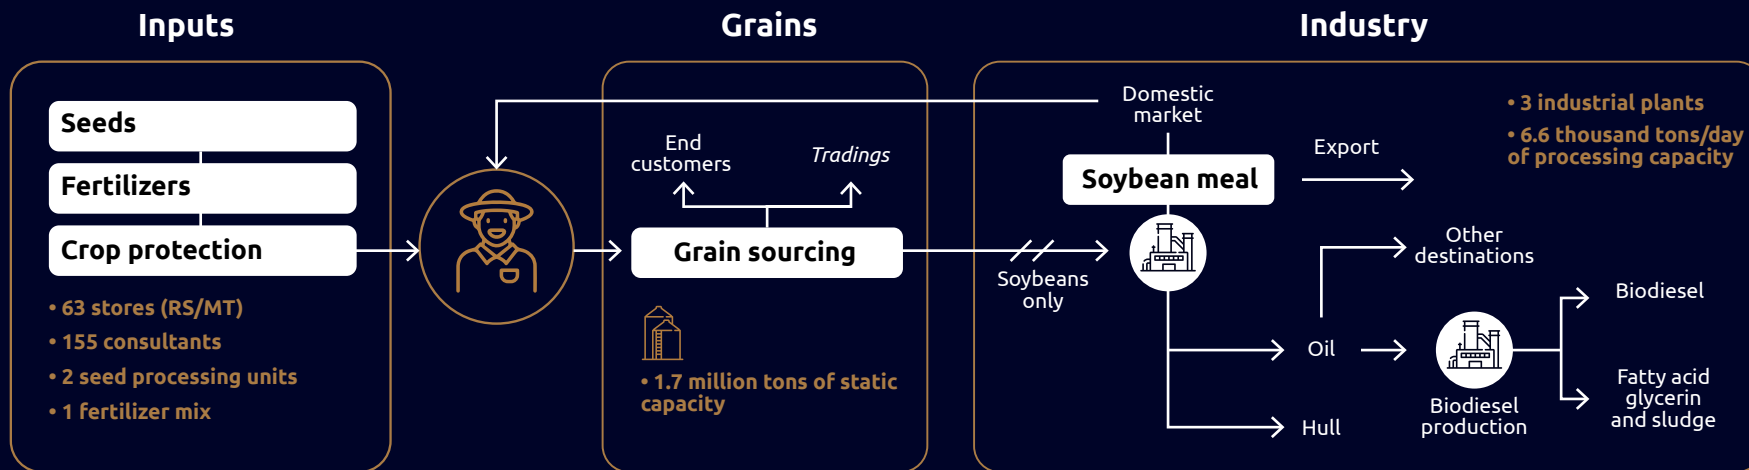 Inputs
Seeds
Fertilizers
Crop protection
• 63 stores (RS/MT)
• 155 consultants
• 2 seed processing units
• 1 fertilizer mix
Grains
End
customers
Tradings
Grain sourcing
• 1.7 million tons of static
capacity
Industry
Domestic
market
Soybean meal
Export
• 3 industrial plants
• 6.6 thousand tons/day
of processing capacity
Soybeans
only
Other
destinations
Oil
Hull
Biodiesel
production
Biodiesel
Fatty acid
glycerin
and sludge